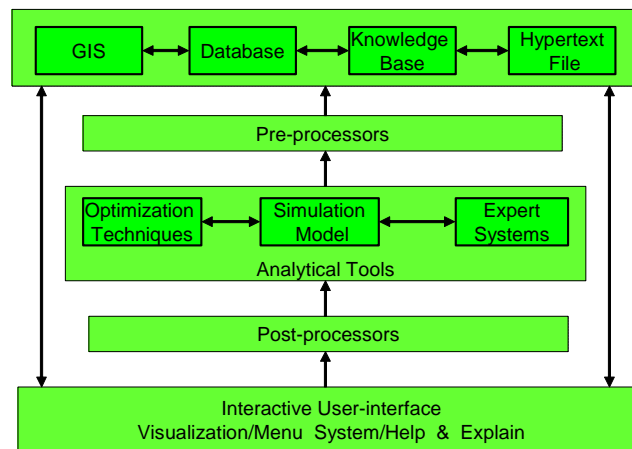 GIS
Database
Knowledge
Base
Hypertext
File
Pre-processors
Optimization
Techniques
Simulation
Model
Expert
Systems
Analytical Tools
Post-processors
Interactive User-interface
Visualization/Menu System/Help & Explain